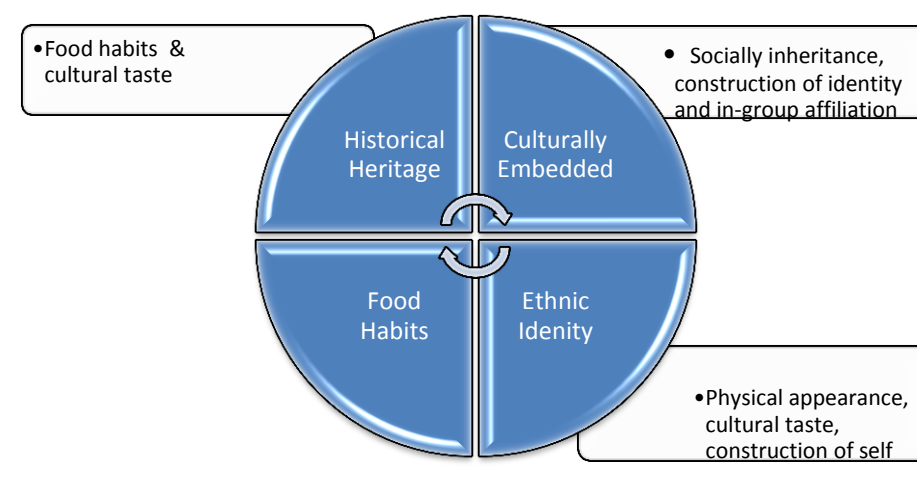 •Food habits &
cultural taste
• Socially inheritance,
construction of identity
and in-group affiliation
Historical
Heritage
Culturally
Embedded
Food
Habits
Ethnic
Idenity
•Physical appearance,
cultural taste,
construction of self